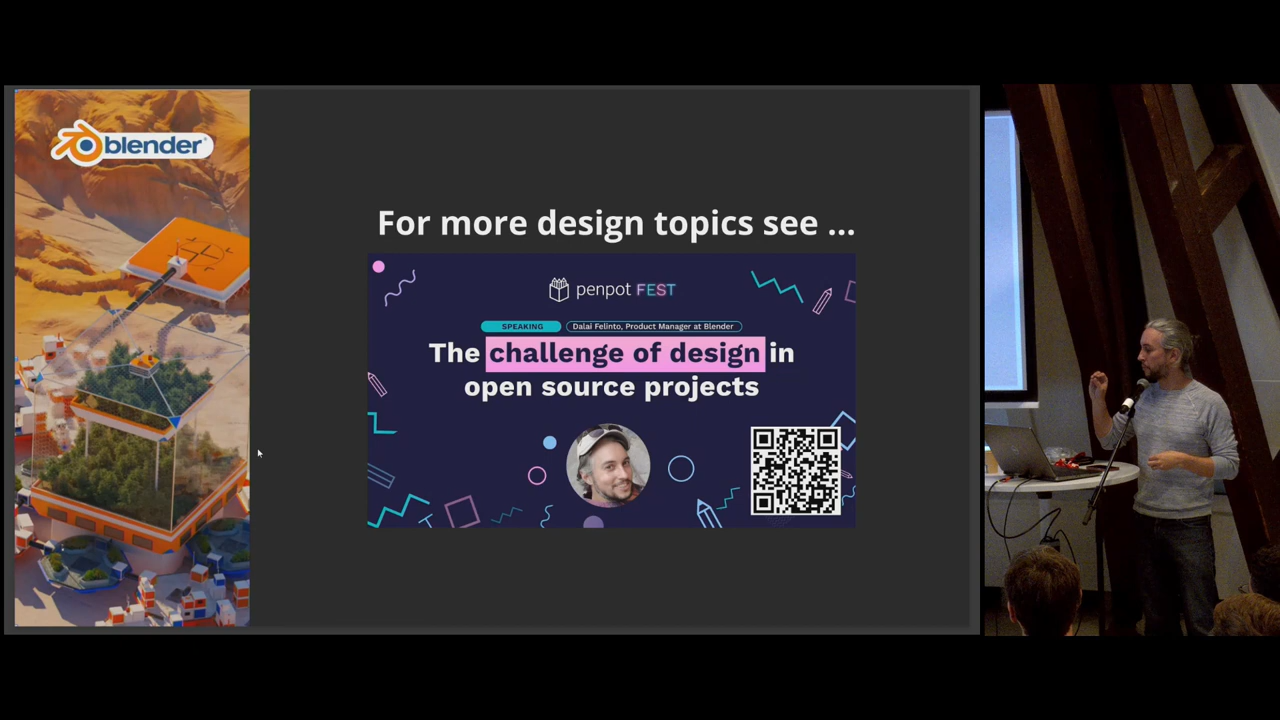 blender
For more design topics see ...
penpot FEST
SPEAKING
Dalai Felinto, Product Manager at Blender
The challenge of design in
open source projects